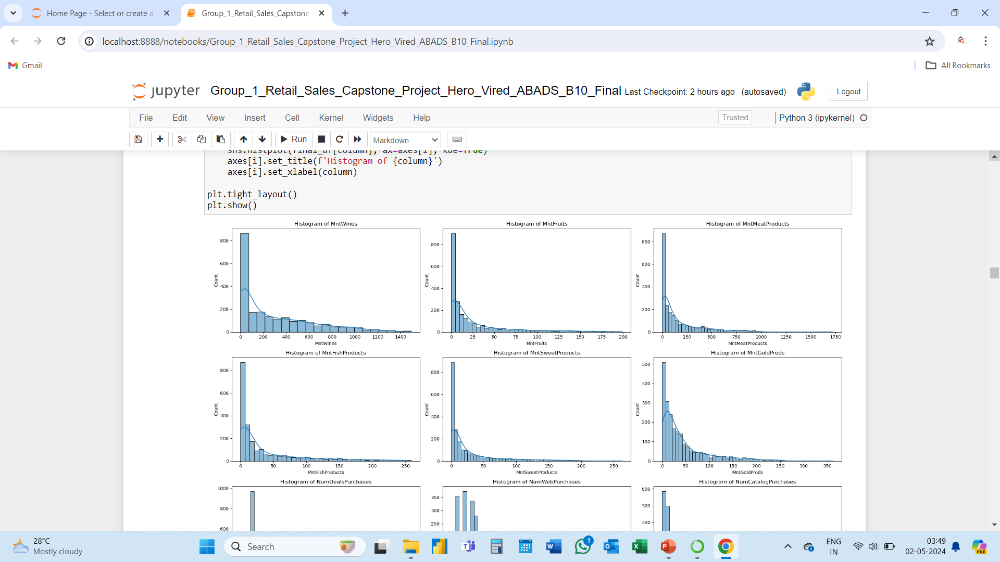 Home Page - Select or create a
Group_1_Retail_Sales_Capstone
localhost:8888/notebooks/Group_1_Retail_Sales_Capstone_Project_Hero_Vired_ABADS_B10_Final.ipynb
Gmail
All Bookmarks
jupyter Group_1_Retail_Sales_Capstone_Project_Hero_Vired_ABADS_B10_Final Last Checkpoint: 2 hours ago (autosaved)
Logout
File Edit View Insert Cell Kernel Widgets Help
Trusted
Python 3 (ipykernel)
Run
Markdown
sns.histplot(final_df[column], ax=axes[i], kde=True)
axes[i].set_title(f'Histogram of {column}')
axes[i].set_xlabel(column)
plt.tight_layout()
plt.show()
Histogram of MntWines
Count
800
600
400
200
0
0 200 400 600 800 1000 1200 1400
MntWines
Histogram of MntFruits
Count
800
600
400
200
0
0 25 50 75 100 125 150 175 200
MntFruits
Histogram of MntMeatProducts
Count
800
600
400
200
0
0 250 500 750 1000 1250 1500 1750
MntMeatProducts
Histogram of MntFishProducts
Count
800
600
400
200
0
0 50 100 150 200 250
MntFishProducts
Histogram of MntSweetProducts
Count
800
600
400
200
0
0 50 100 150 200 250
MntSweetProducts
Histogram of MntGoldProds
Count
500
400
300
200
100
0
0 50 100 150 200 250 300 350
MntGoldProds
Histogram of NumDealsPurchases
1000
800
600
Histogram of NumWebPurchases
350
300
250
Histogram of NumCatalogPurchases
600
500
400
28°C
Mostly cloudy
Search
1
ENG
IN
03:49
02-05-2024
PRE